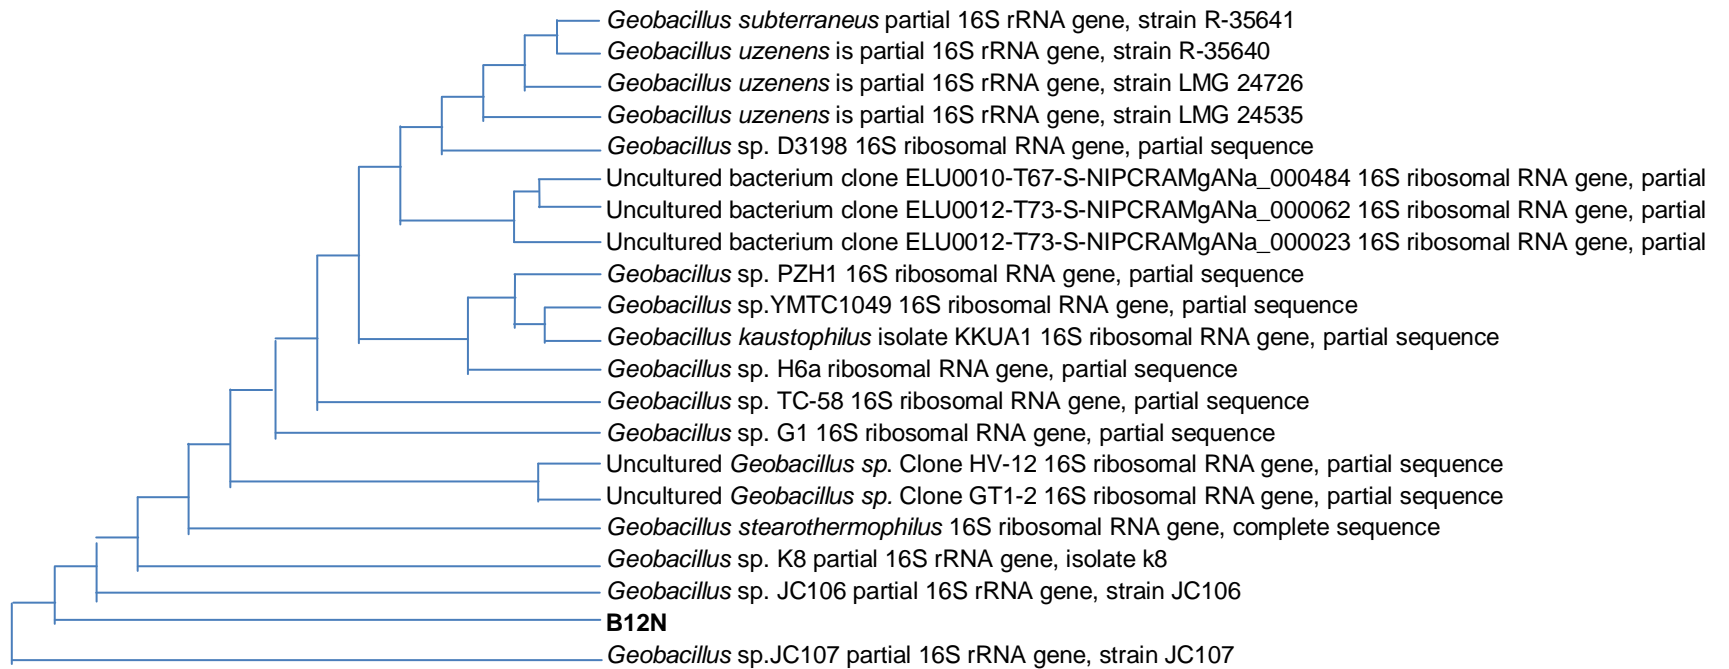 Geobacillus subterraneus partial 16S rRNA gene, strain R-35641
Geobacillus uzenens is partial 16S rRNA gene, strain R-35640
Geobacillus uzenens is partial 16S rRNA gene, strain LMG 24726
Geobacillus uzenens is partial 16S rRNA gene, strain LMG 24535
Geobacillus sp. D3198 16S ribosomal RNA gene, partial sequence
Uncultured bacterium clone ELU0010-T67-S-NIPCRAMgANa_000484 16S ribosomal RNA gene, partial
Uncultured bacterium clone ELU0012-T73-S-NIPCRAMgANa_000062 16S ribosomal RNA gene, partial
Uncultured bacterium clone ELU0012-T73-S-NIPCRAMgANa_000023 16S ribosomal RNA gene, partial
Geobacillus sp. PZH1 16S ribosomal RNA gene, partial sequence
Geobacillus sp.YMTC1049 16S ribosomal RNA gene, partial sequence
Geobacillus kaustophilus isolate KKUA1 16S ribosomal RNA gene, partial sequence
Geobacillus sp. H6a ribosomal RNA gene, partial sequence
Geobacillus sp. TC-58 16S ribosomal RNA gene, partial sequence
Geobacillus sp. G1 16S ribosomal RNA gene, partial sequence
Uncultured Geobacillus sp. Clone HV-12 16S ribosomal RNA gene, partial sequence
Uncultured Geobacillus sp. Clone GT1-2 16S ribosomal RNA gene, partial sequence
Geobacillus stearothermophilus 16S ribosomal RNA gene, complete sequence
Geobacillus sp. K8 partial 16S rRNA gene, isolate k8
Geobacillus sp. JC106 partial 16S rRNA gene, strain JC106
B12N
Geobacillus sp.JC107 partial 16S rRNA gene, strain JC107